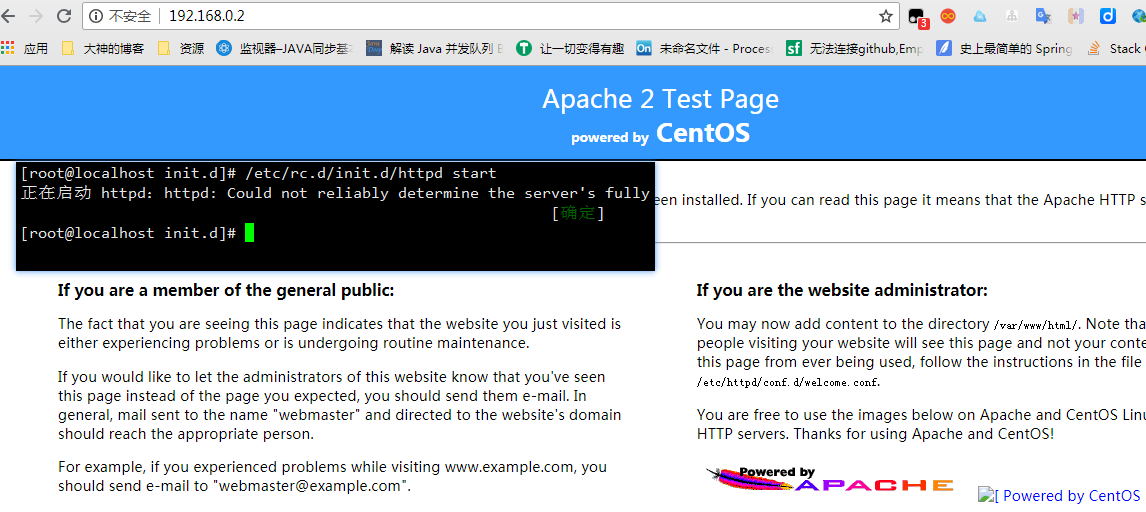 不安全 192.168.0.2
3
应用 大神的博客 资源 监视器–JAVA同步基 解读 Java 并发队列 让一切变得有趣 On 未命名文件 - Proces sf 无法连接github,Emp 史上最简单的 Spring Stack
Apache 2 Test Page
powered by CentOS
[root@localhost init.d]# /etc/rc.d/init.d/httpd start
正在启动 httpd: httpd: Could not reliably determine the server's fully
een installed. If you can read this page it means that the Apache HTTP s
[确定]
[root@localhost init.d]#
If you are a member of the general public:
The fact that you are seeing this page indicates that the website you just visited is
either experiencing problems or is undergoing routine maintenance.
If you would like to let the administrators of this website know that you've seen
this page instead of the page you expected, you should send them e-mail. In
general, mail sent to the name "webmaster" and directed to the website's domain
should reach the appropriate person.
For example, if you experienced problems while visiting www.example.com, you
should send e-mail to "webmaster@example.com".
If you are the website administrator:
You may now add content to the directory /var/www/html/. Note tha
people visiting your website will see this page and not your conte
this page from ever being used, follow the instructions in the file
/etc/httpd/conf.d/welcome.conf.
You are free to use the images below on Apache and CentOS Linu
HTTP servers. Thanks for using Apache and CentOS!
Powered by
APACHE
[ Powered by CentOS